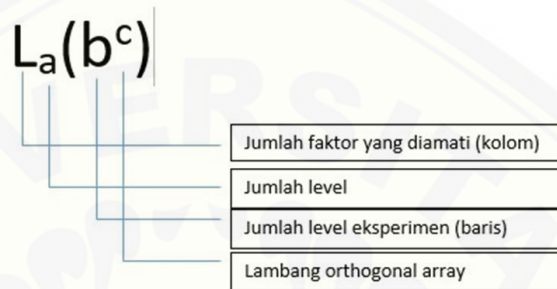 Lₐ(bᶜ)
Jumlah faktor yang diamati (kolom)
Jumlah level
Jumlah level eksperimen (baris)
Lambang orthogonal array